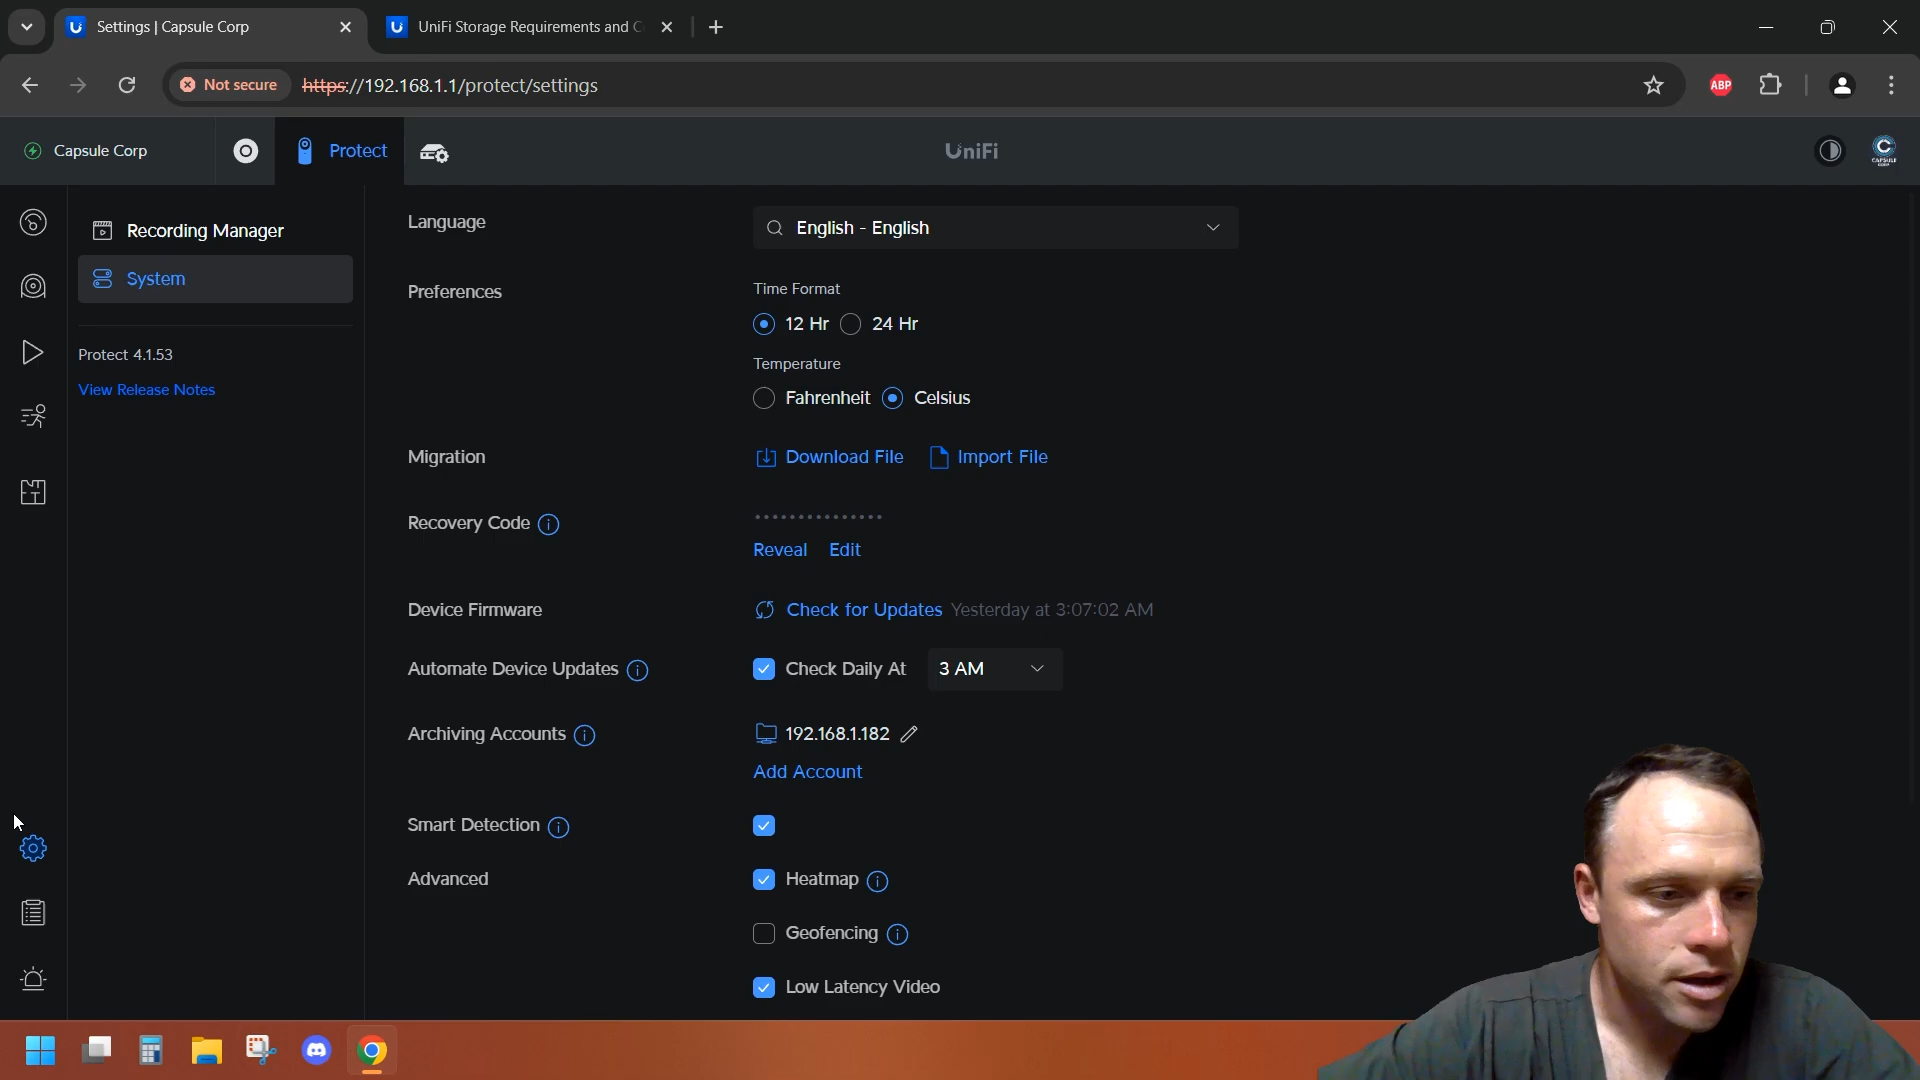 Settings | Capsule Corp
UniFi Storage Requirements and C
Not secure
https://192.168.1.1/protect/settings
ABP
Capsule Corp
Protect
UniFi
CAPSULE
CORP
Recording Manager
System
Protect 4.1.53
View Release Notes
Language
English - English
Preferences
Time Format
12 Hr
24 Hr
Temperature
Fahrenheit
Celsius
Migration
Download File
Import File
Recovery Code
Reveal
Edit
Device Firmware
Check for Updates Yesterday at 3:07:02 AM
Automate Device Updates
Check Daily At
3 AM
Archiving Accounts
192.168.1.182
Add Account
Smart Detection
Advanced
Heatmap
Geofencing
Low Latency Video